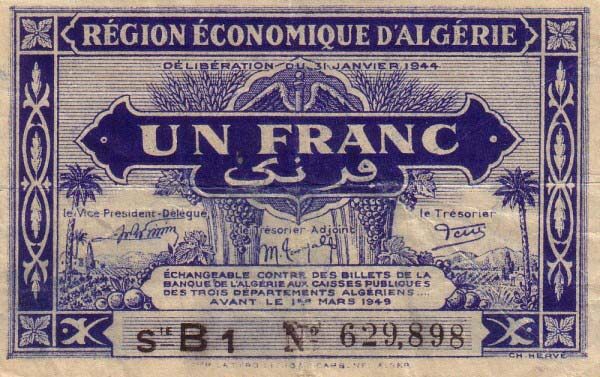 RÉGION ÉCONOMIQUE D'ALGÉRIE
DÉLIBÉRATION DU 31 JANVIER 1944
UN FRANC
فرنك
le Vice-President-Délégué
le Trésorier Adjoint
le Trésorier
ÉCHANGEABLE CONTRE DES BILLETS DE LA
BANQUE DE L'ALGÉRIE AUX CAISSES PUBLIQUES
DES TROIS DÉPARTEMENTS ALGÉRIENS....
AVANT LE 1er MARS 1949
Sie B1 No 629,898
CH. HERVÉ